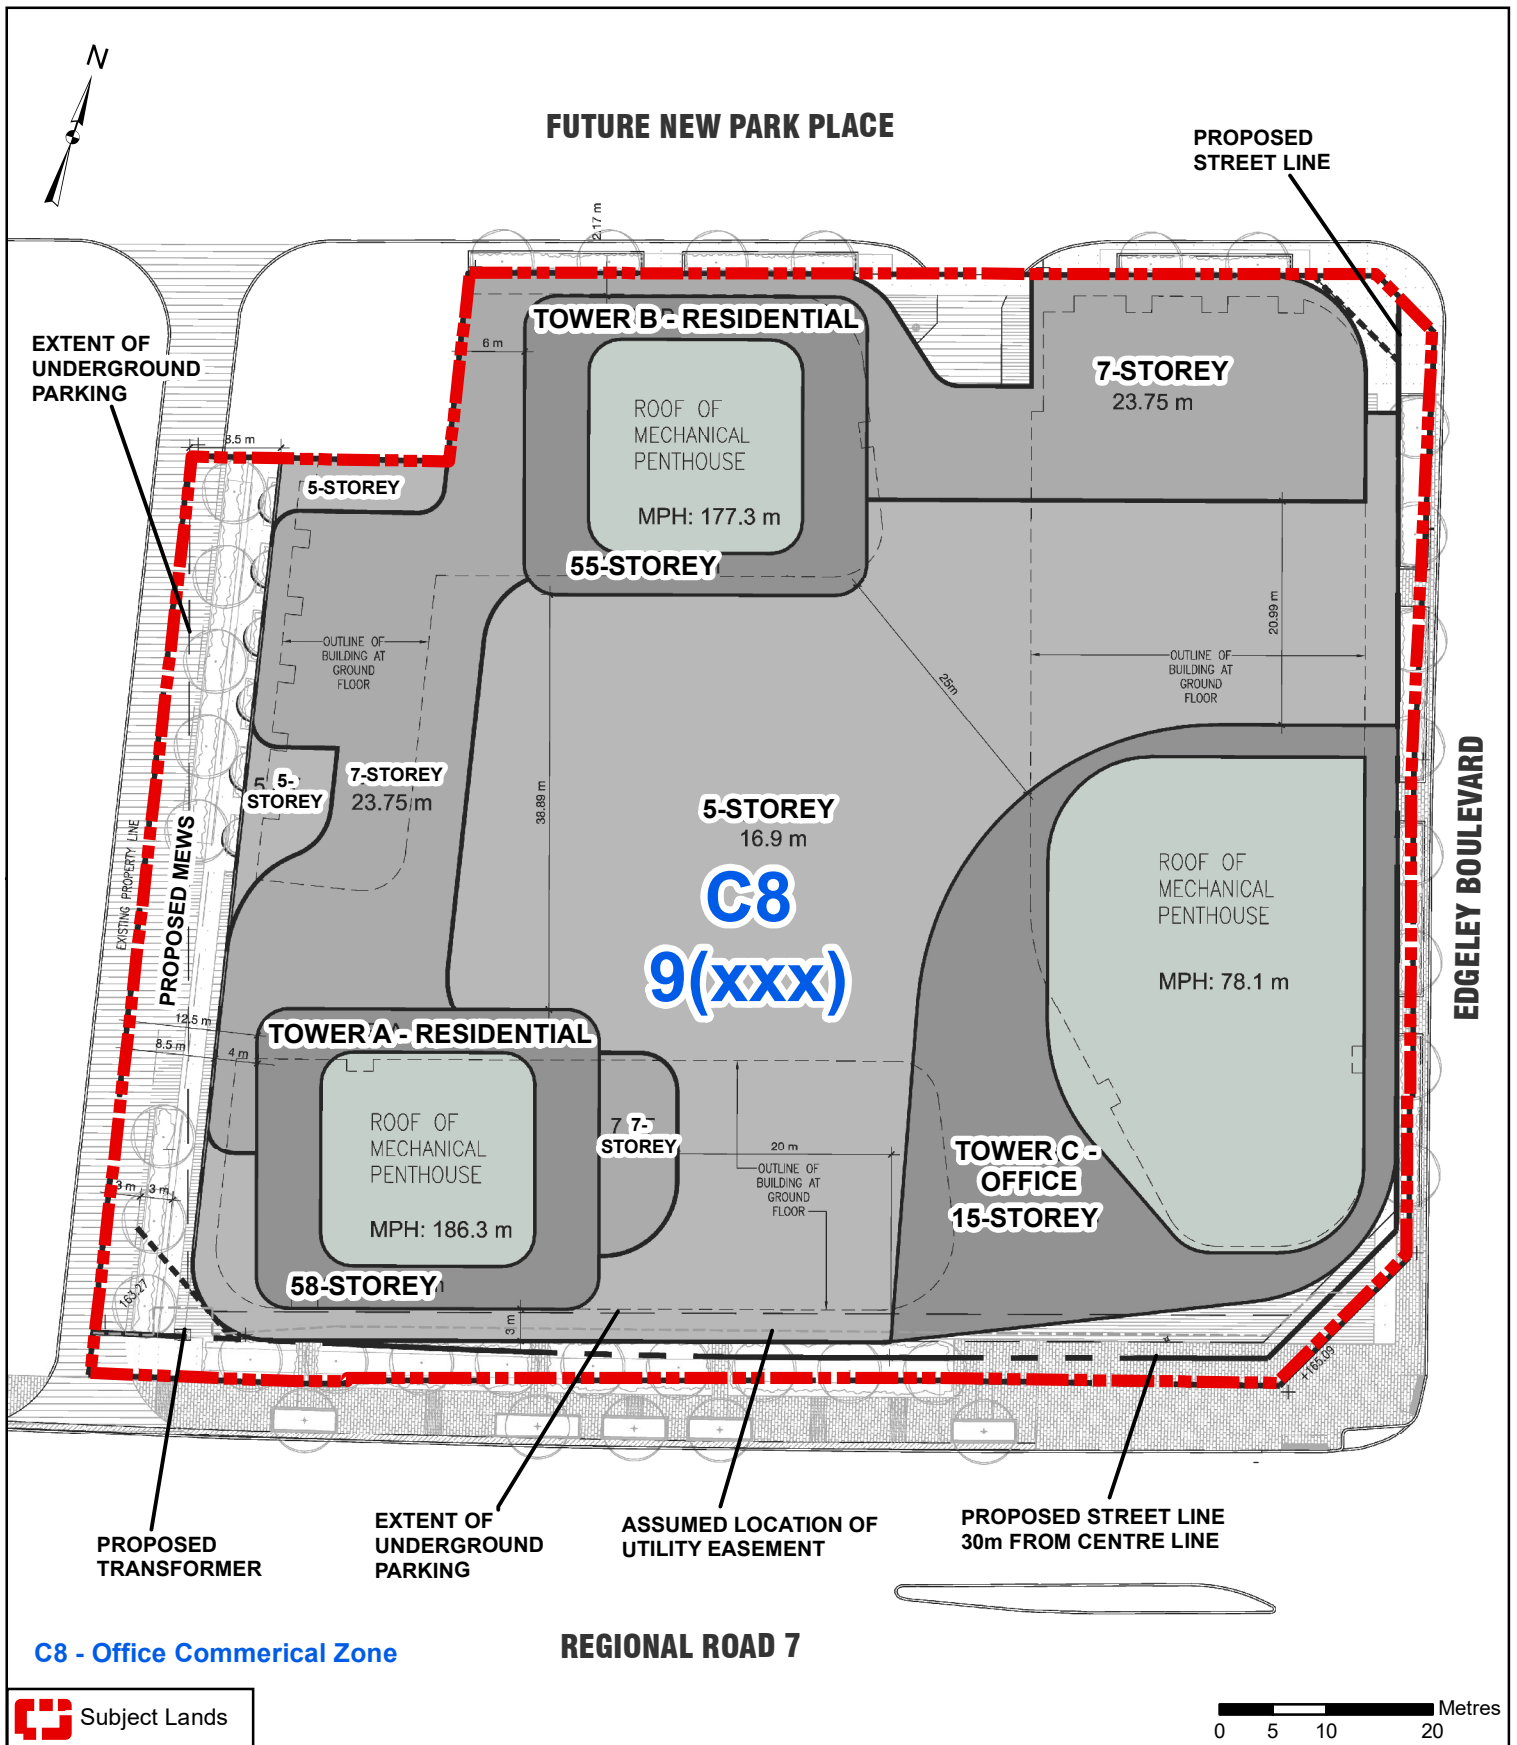 N
FUTURE NEW PARK PLACE
PROPOSED
STREET LINE
2.17 m
EXTENT OF
UNDERGROUND
PARKING
TOWER B - RESIDENTIAL
6 m
7-STOREY
23.75 m
ROOF OF
MECHANICAL
PENTHOUSE
MPH: 177.3 m
55-STOREY
8.5 m
5-STOREY
OUTLINE OF
BUILDING AT
GROUND
FLOOR
20.99 m
OUTLINE OF
BUILDING AT
GROUND
FLOOR
25m
5-
STOREY
7-STOREY
23.75 m
38.89 m
5-STOREY
16.9 m
C8
9(xxx)
EXISTING PROPERTY LINE
PROPOSED MEWS
EDGELEY BOULEVARD
ROOF OF
MECHANICAL
PENTHOUSE
MPH: 78.1 m
12.5 m
8.5 m
4 m
TOWER A - RESIDENTIAL
ROOF OF
MECHANICAL
PENTHOUSE
MPH: 186.3 m
58-STOREY
7-
STOREY
20 m
OUTLINE OF
BUILDING AT
GROUND
FLOOR
TOWER C -
OFFICE
15-STOREY
3 m
3 m
163.27
3 m
+165.09
PROPOSED
TRANSFORMER
EXTENT OF
UNDERGROUND
PARKING
ASSUMED LOCATION OF
UTILITY EASEMENT
PROPOSED STREET LINE
30m FROM CENTRE LINE
C8 - Office Commerical Zone
REGIONAL ROAD 7
Subject Lands
Metres
0 5 10 20